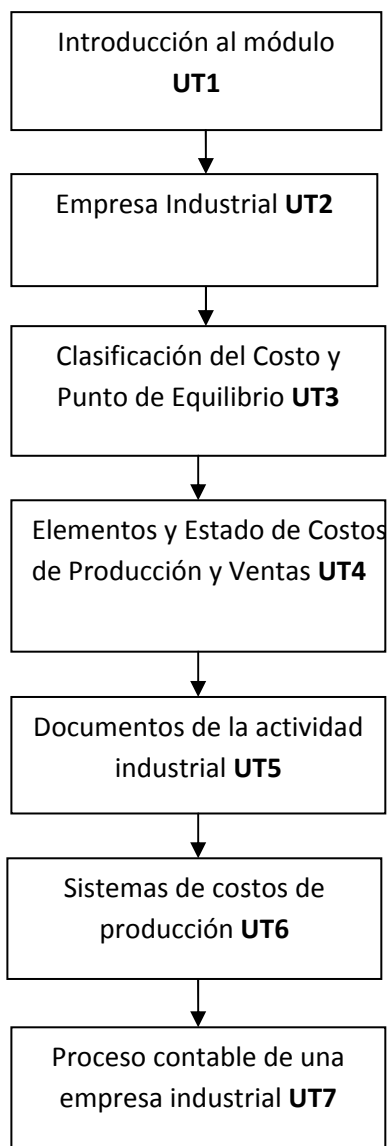 Introducción al módulo
UT1
Empresa Industrial UT2
Clasificación del Costo y
Punto de Equilibrio UT3
Elementos y Estado de Costos
de Producción y Ventas UT4
Documentos de la actividad
industrial UT5
Sistemas de costos de
producción UT6
Proceso contable de una
empresa industrial UT7